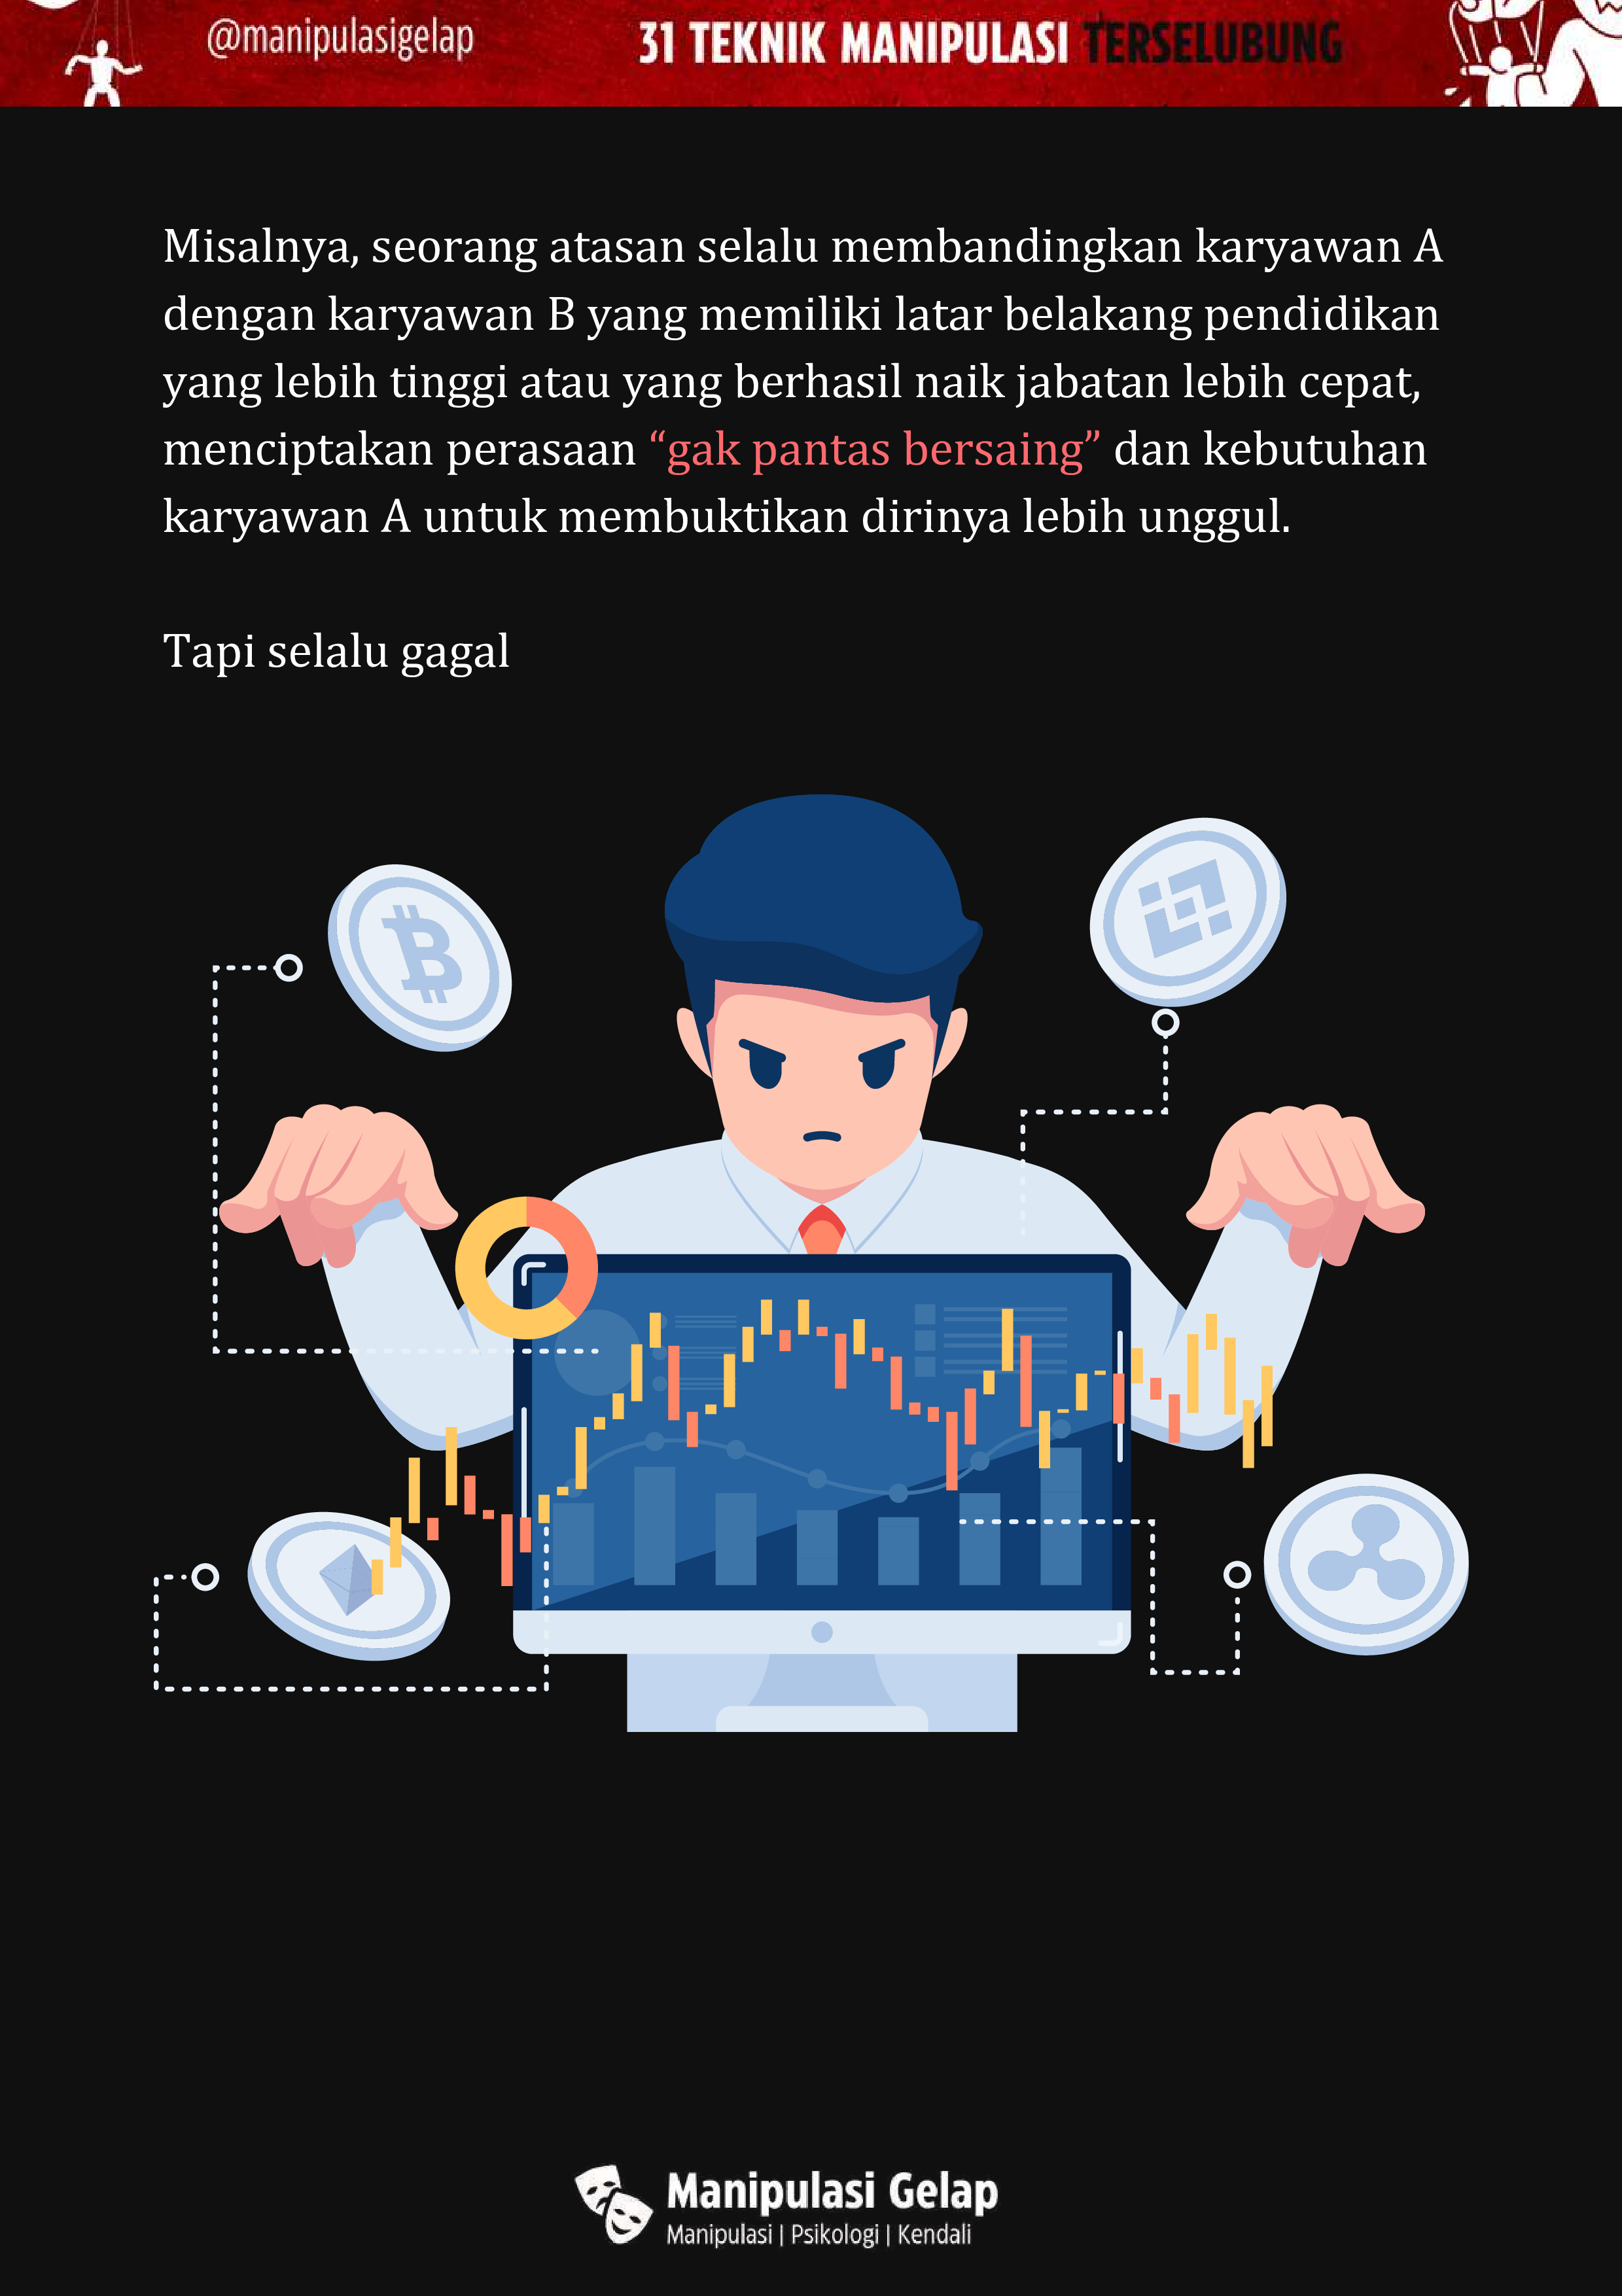 @manipulasigelap
31 TEKNIK MANIPULASI TERSELUBUNG
Misalnya, seorang atasan selalu membandingkan karyawan A
dengan karyawan B yang memiliki latar belakang pendidikan
yang lebih tinggi atau yang berhasil naik jabatan lebih cepat,
menciptakan perasaan “gak pantas bersaing” dan kebutuhan
karyawan A untuk membuktikan dirinya lebih unggul.
Tapi selalu gagal
Manipulasi Gelap
Manipulasi | Psikologi | Kendali